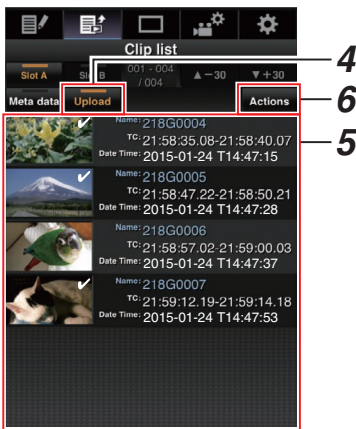 Clip list
Slot A
Slot B
001 - 004
/ 004
▲－30
▼＋30
Meta data
Upload
Actions
4
6
5
Name: 218G0004
TC: 21:58:35.08-21:58:40.07
Date Time: 2015-01-24 T14:47:15
Name: 218G0005
TC: 21:58:47.22-21:58:50.21
Date Time: 2015-01-24 T14:47:28
Name: 218G0006
TC: 21:58:57.02-21:59:00.03
Date Time: 2015-01-24 T14:47:37
Name: 218G0007
TC: 21:59:12.19-21:59:14.18
Date Time: 2015-01-24 T14:47:53